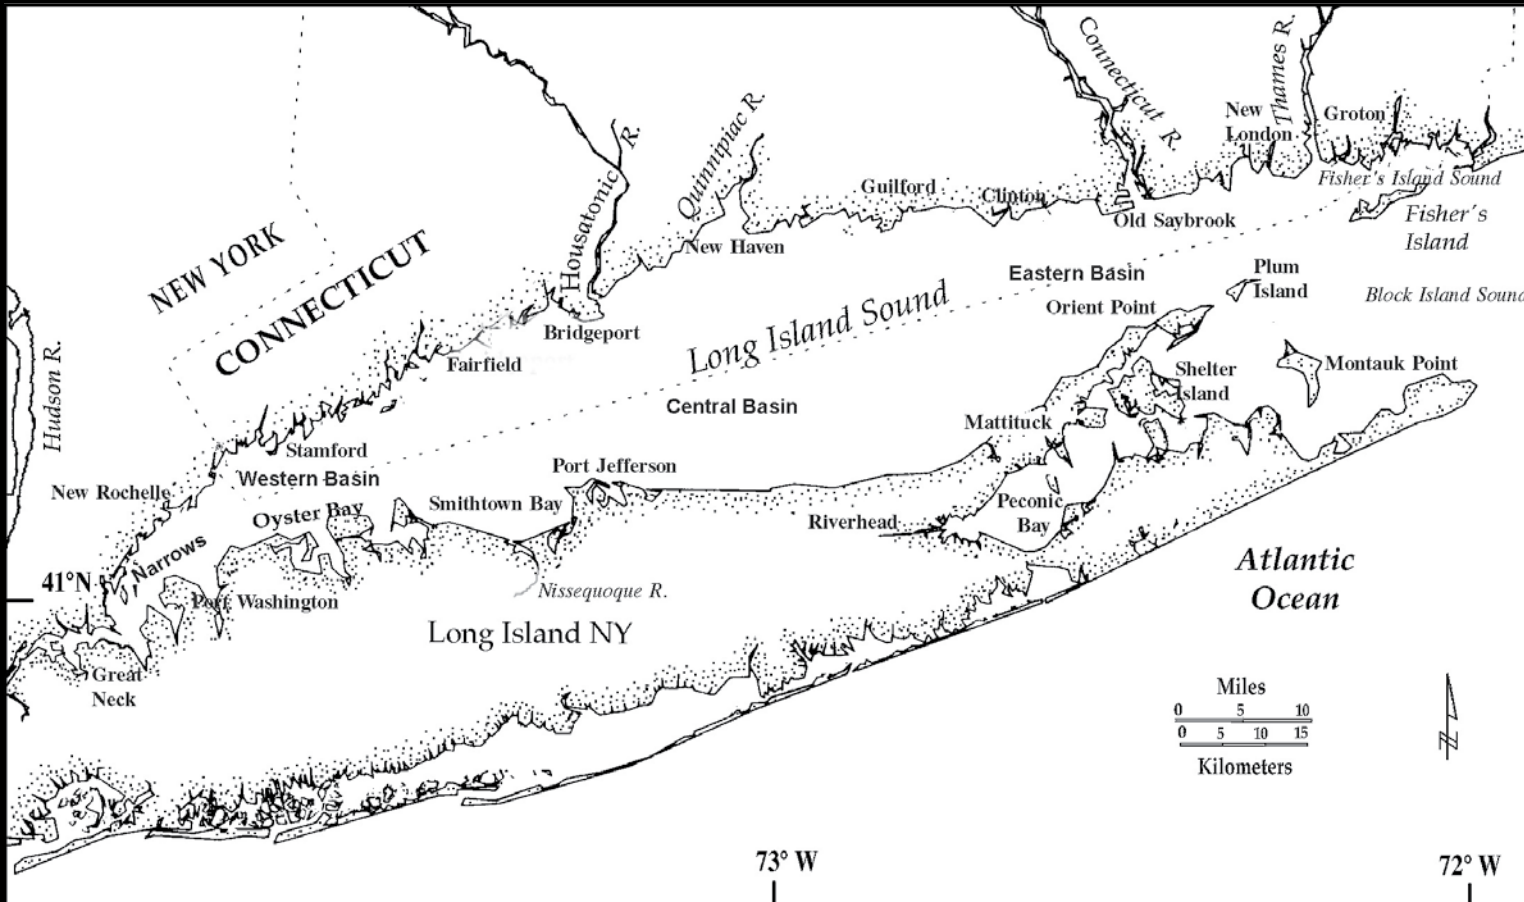 Connecticut R.
Thames R.
New
London
Groton
Quinnipiac R.
Housatonic R.
Guilford
Clinton
Old Saybrook
Fisher's Island Sound
Fisher's
Island
New Haven
NEW YORK
CONNECTICUT
Eastern Basin
Plum
Island
Orient Point
Block Island Sound
Long Island Sound
Bridgeport
Fairfield
Hudson R.
Shelter
Island
Montauk Point
Central Basin
Mattituck
Stamford
Western Basin
Port Jefferson
New Rochelle
Oyster Bay
Smithtown Bay
Peconic
Bay
Riverhead
Narrows
41°N
Port Washington
Nissequoque R.
Long Island NY
Atlantic
Ocean
Great
Neck
Miles
0 5 10
0 5 10 15
Kilometers
N
73° W
72° W